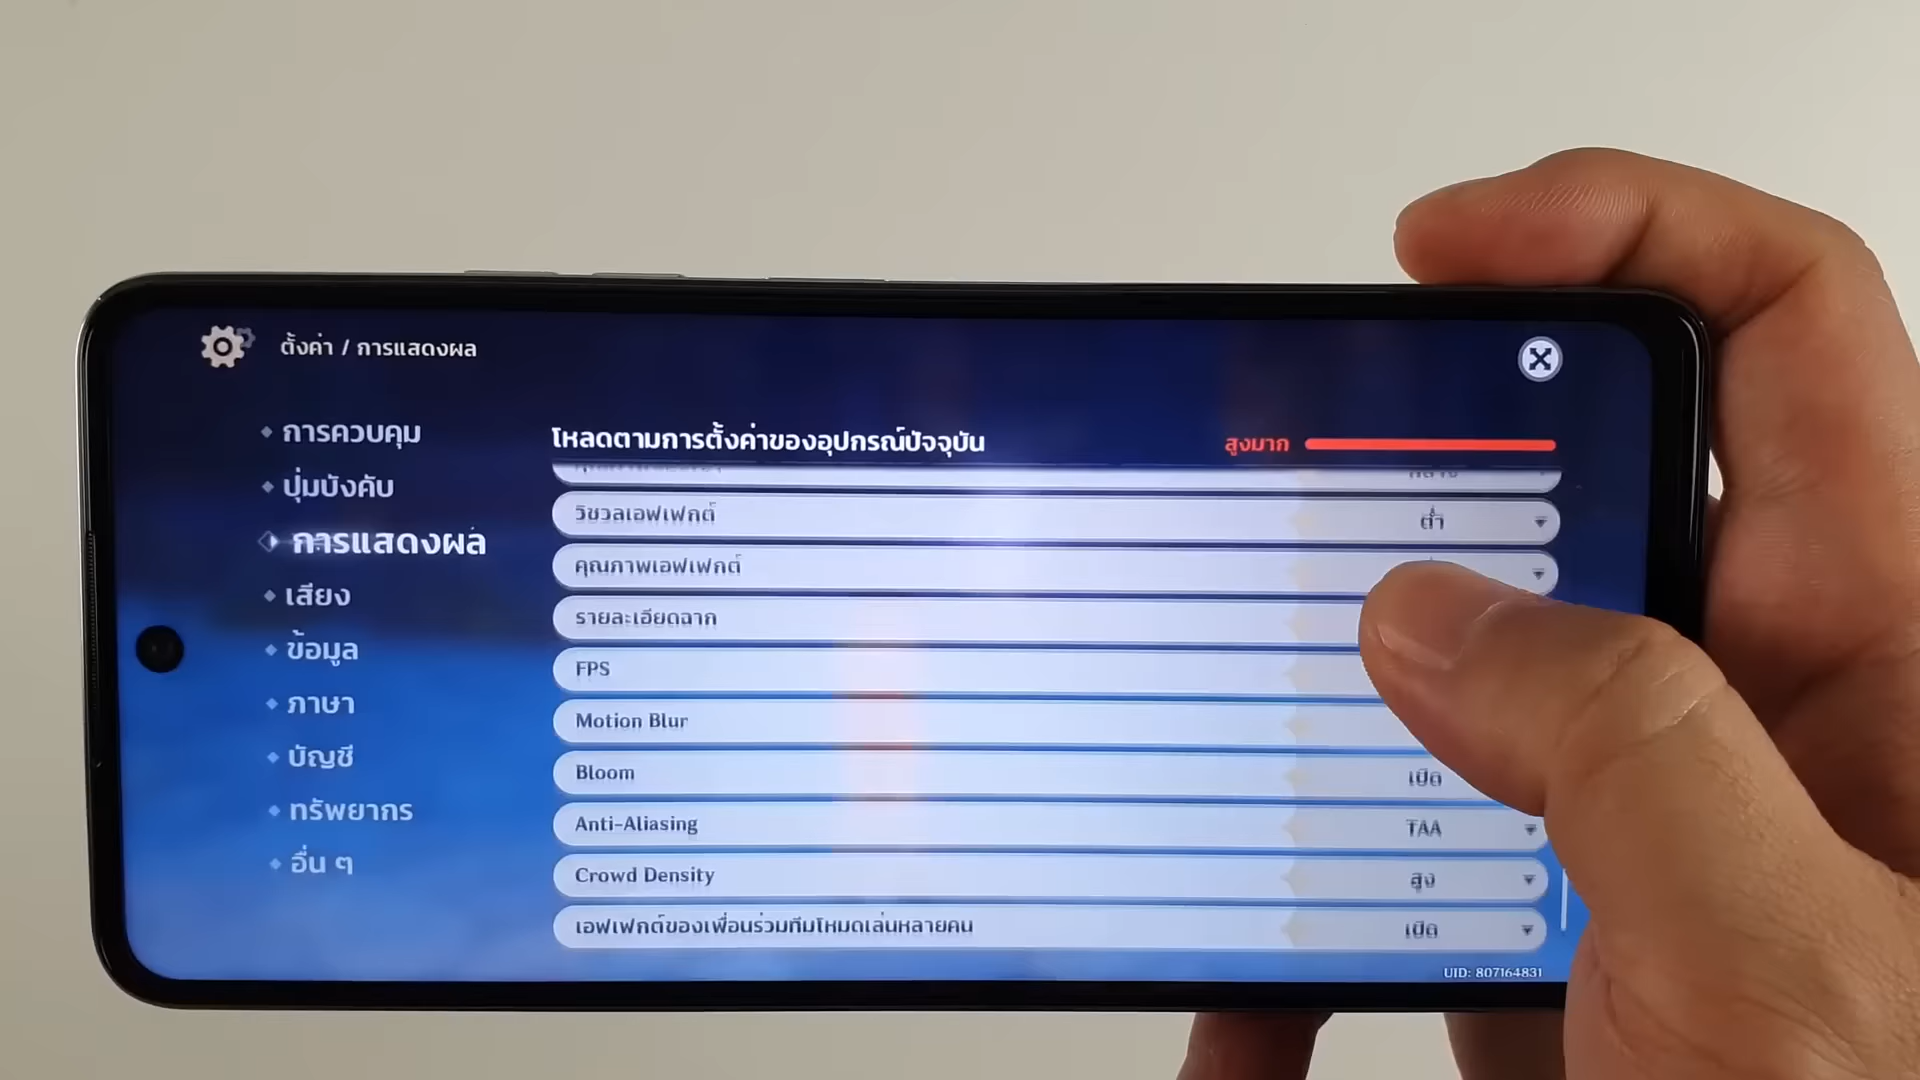 ตั้งค่า / การแสดงผล
การควบคุม
ปุ่มบังคับ
การแสดงผล
เสียง
ข้อมูล
ภาษา
บัญชี
ทรัพยากร
อื่น ๆ
โหลดตามการตั้งค่าของอุปกรณ์ปัจจุบัน สูงมาก
วิชวลเอฟเฟกต์ ต่ำ
คุณภาพเอฟเฟกต์
รายละเอียดฉาก
FPS
Motion Blur
Bloom เปิด
Anti-Aliasing TAA
Crowd Density สูง
เอฟเฟกต์ของเพื่อนร่วมทีมโหมดเล่นหลายคน เปิด
UID: 807164831